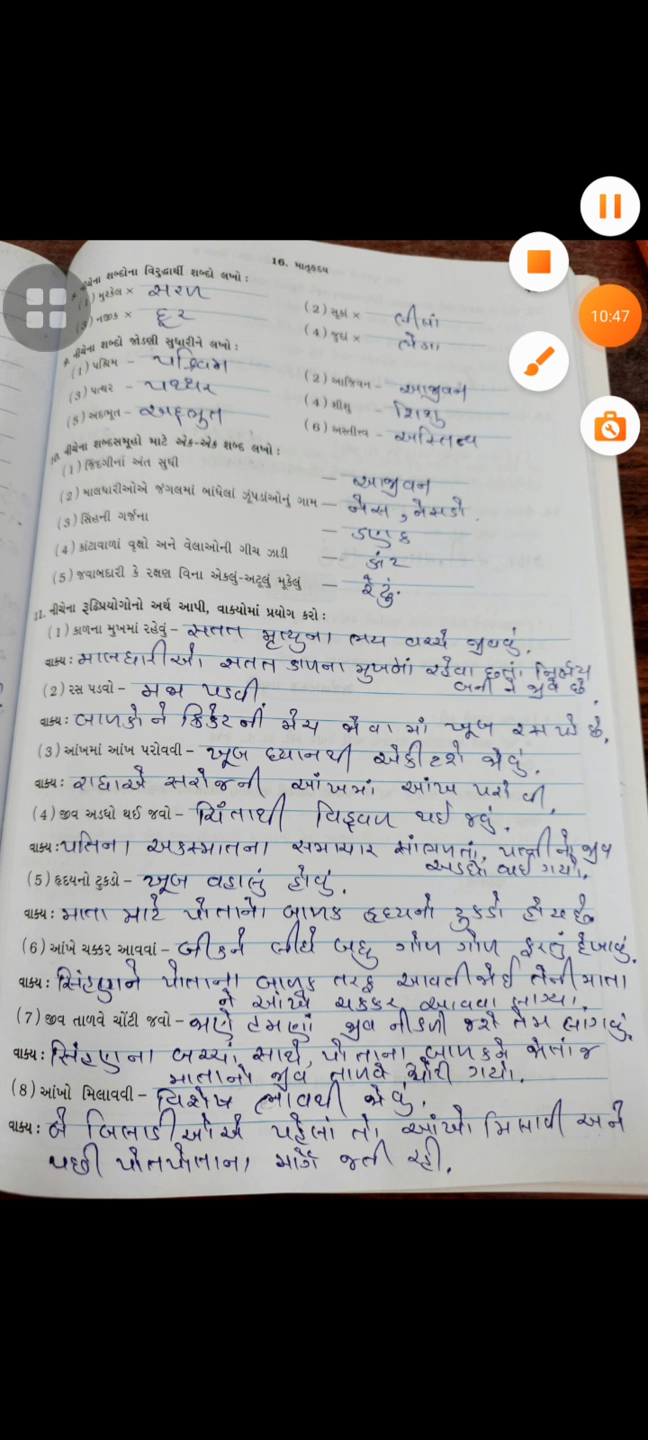 10:47
16. માતૃહૃદય
નીચેના શબ્દોના વિરુદ્ધાર્થી શબ્દો લખો :
(1) મુશ્કેલ × સરળ (2) સૂકાં × લીલાં
(3) નજીક × દૂર (4) જુદાં × ભેગા
નીચેના શબ્દો જોડણી સુધારીને લખો :
(1) પશ્ચિમ – પશ્ચિમ (2) આજિવન – આજીવન
(3) પાત્થર – પથ્થર (4) શીશુ – શિશુ
(5) અદભૂત – અદ્ભુત (6) અસ્તીત્વ – અસ્તિત્વ
10. નીચેના શબ્દસમૂહો માટે એક-એક શબ્દ લખો :
(1) જિંદગીનાં અંત સુધી – આજીવન
(2) માલધારીઓએ જંગલમાં બાંધેલાં ઝૂંપડાંઓનું ગામ – નેસ, નેસડો.
(3) સિંહની ગર્જના – ડણક
(4) કાંટાવાળાં વૃક્ષો અને વેલાઓની ગીચ ઝાડી – ઝાંર
(5) જવાબદારી કે રક્ષણ વિના એકલું-અટૂલું મૂકેલું – રેઢું.
11. નીચેના રૂઢિપ્રયોગોનો અર્થ આપી, વાક્યોમાં પ્રયોગ કરો :
(1) કાળના મુખમાં રહેવું – સતત મૃત્યુના ભય વચ્ચે જીવવું.
વાક્ય : માલધારીઓ સતત કાળના મુખમાં રહેવા છતાં નિર્ભય
બની ને જીવે છે.
(2) રસ પડવો – મજા પડવી
વાક્ય : બાળકોને ક્રિકેટની મેચ જોવામાં ખૂબ રસ પડે છે.
(3) આંખમાં આંખ પરોવવી – ખૂબ ધ્યાનથી એકીટશે જોવું.
વાક્ય : રાધાએ સરોજની આંખમાં આંખ પરોવી.
(4) જીવ અડધો થઈ જવો – ચિંતાથી વિહ્વળ થઈ જવું.
વાક્ય : પતિના અકસ્માતના સમાચાર સાંભળતાં, પત્નીનો જીવ
અડધો થઈ ગયો.
(5) હૃદયનો ટુકડો – ખૂબ વહાલું હોવું.
વાક્ય : માતા માટે પોતાનો બાળક હૃદયનો ટુકડો હોય છે.
(6) આંખે ચક્કર આવવાં – બીકને લીધે બધુ ગોળ ગોળ ફરતું દેખાવું.
વાક્ય : સિંહણને પોતાના બાળક તરફ આવતી જોઈ તેની માતા
ને આંખે ચક્કર આવવા લાગ્યા.
(7) જીવ તાળવે ચોંટી જવો – જાણે હમણાં જીવ નીકળી જશે તેમ લાગવું.
વાક્ય : સિંહણના બચ્ચાં સાથે, પોતાના બાળકને જોતાં જ
માતાનો જીવ તાળવે ચોંટી ગયો.
(8) આંખો મિલાવવી – વિશેષ ભાવથી જોવું.
વાક્ય : બે બિલાડીઓએ પહેલાં તો આંખો મિલાવી અને
પછી પોતપોતાના માર્ગે જતી રહી.